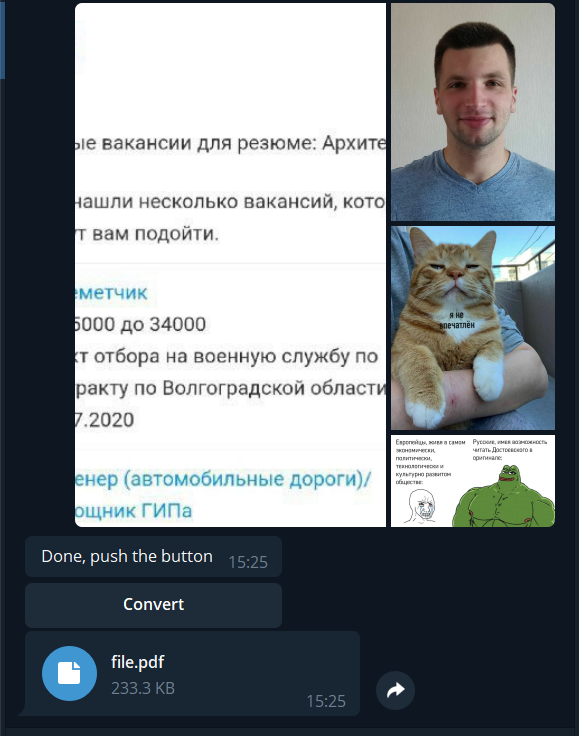 ые вакансии для резюме: Архите
нашли несколько вакансий, кото
ут вам подойти.
еметчик
5000 до 34000
кт отбора на военную службу по
ракту по Волгоградской области
7.2020
енер (автомобильные дороги)/
ощник ГИПа
я не
впечатлён
Европейцы, живя в самом
экономически,
политически,
технологически и
культурно развитом
обществе:
Русские, имея возможность
читать Достоевского в
оригинале:
Done, push the button 15:25
Convert
file.pdf
233.3 KB
15:25